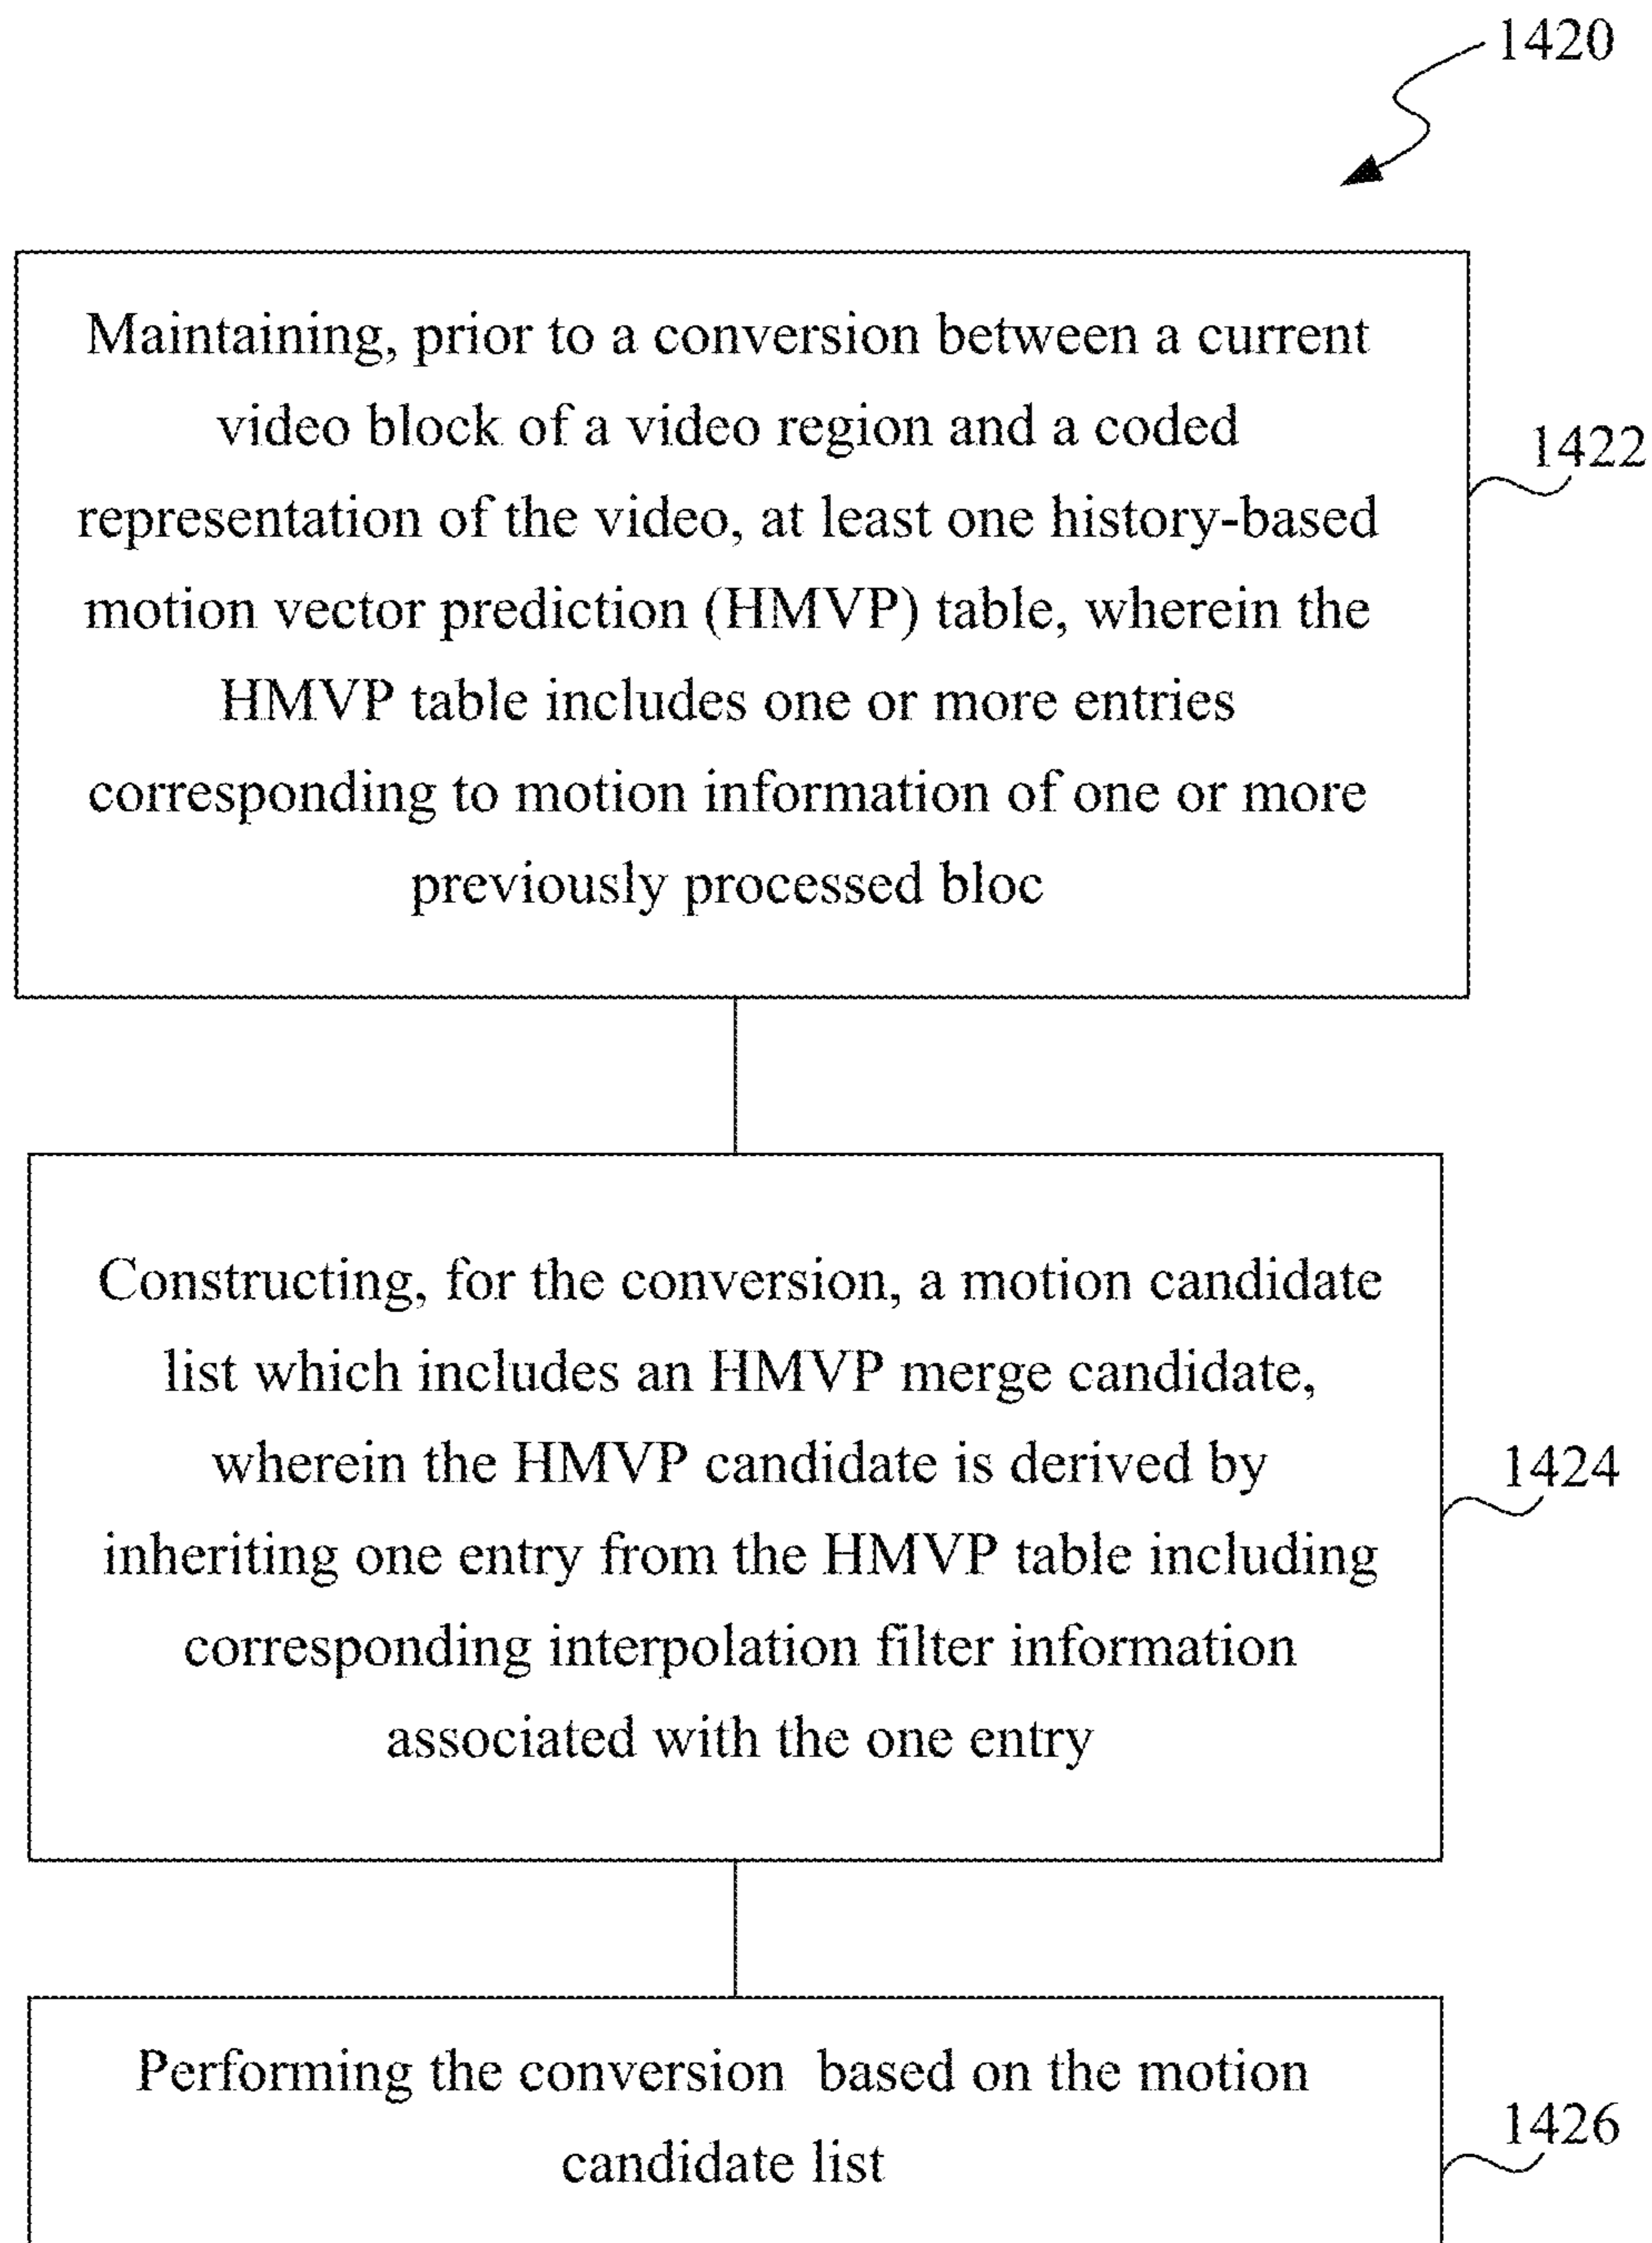 1420
Maintaining, prior to a conversion between a current
video block of a video region and a coded
1422
representation of the video, at least one history-based
motion vector prediction (HMVP) table, wherein the
HMVP table includes one or more entries
corresponding to motion information of one or more
previously processed bloc
Constructing, for the conversion, a motion candidate
list which includes an HMVP merge candidate,
wherein the HMVP candidate is derived by
1424
inheriting one entry from the HMVP table including
corresponding interpolation filter information
associated with the one entry
Performing the conversion based on the motion
1426
candidate list